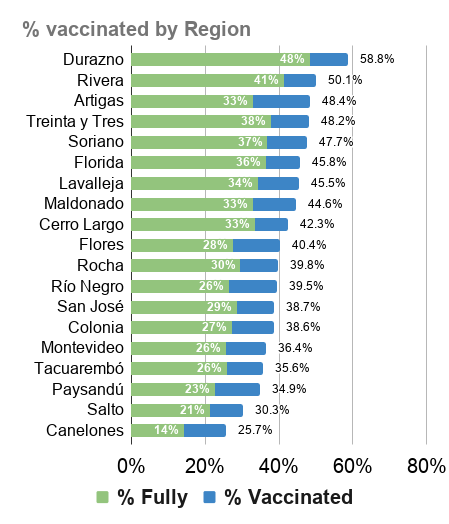 % vaccinated by Region
Durazno 48% 58.8%
Rivera 41% 50.1%
Artigas 33% 48.4%
Treinta y Tres 38% 48.2%
Soriano 37% 47.7%
Florida 36% 45.8%
Lavalleja 34% 45.5%
Maldonado 33% 44.6%
Cerro Largo 33% 42.3%
Flores 28% 40.4%
Rocha 30% 39.8%
Río Negro 26% 39.5%
San José 29% 38.7%
Colonia 27% 38.6%
Montevideo 26% 36.4%
Tacuarembó 26% 35.6%
Paysandú 23% 34.9%
Salto 21% 30.3%
Canelones 14% 25.7%
0% 20% 40% 60% 80%
% Fully % Vaccinated